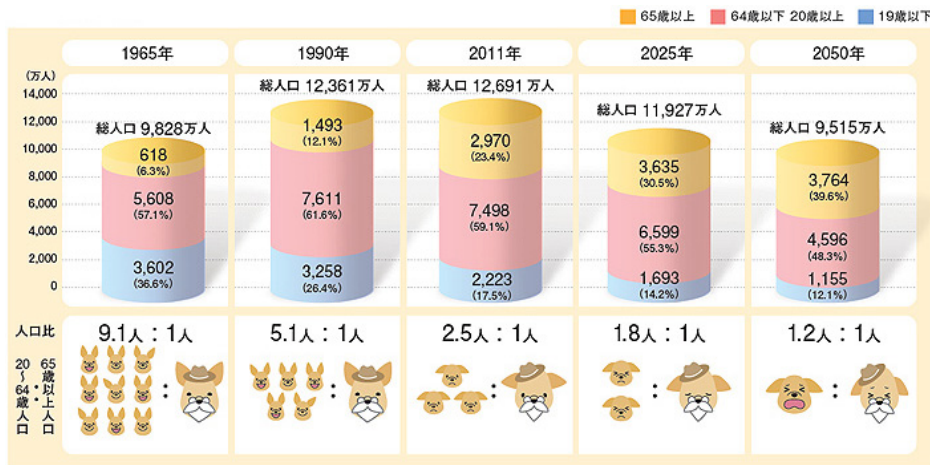 65歳以上 64歳以下 20歳以上 19歳以下
1965年 1990年 2011年 2025年 2050年
(万人)
14,000
12,000
10,000
8,000
6,000
4,000
2,000
0
総人口 9,828万人
618
(6.3%)
5,608
(57.1%)
3,602
(36.6%)
総人口 12,361万人
1,493
(12.1%)
7,611
(61.6%)
3,258
(26.4%)
総人口 12,691万人
2,970
(23.4%)
7,498
(59.1%)
2,223
(17.5%)
総人口 11,927万人
3,635
(30.5%)
6,599
(55.3%)
1,693
(14.2%)
総人口 9,515万人
3,764
(39.6%)
4,596
(48.3%)
1,155
(12.1%)
人口比
65歳以上人口
:
20〜64歳人口
9.1人:1人
:
5.1人:1人
:
2.5人:1人
:
1.8人:1人
:
1.2人:1人
: